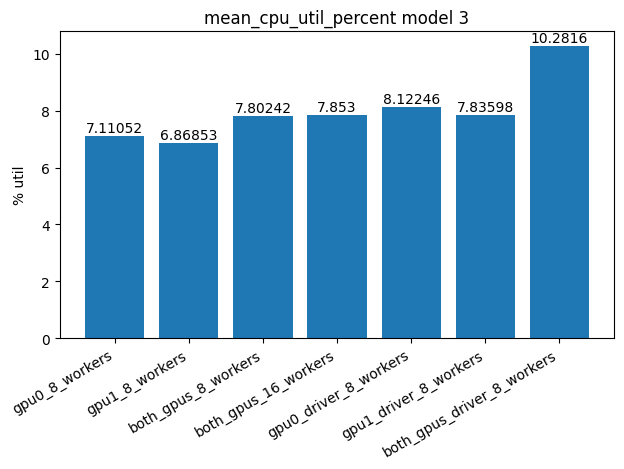 mean_cpu_util_percent model 3
% util
10
8
6
4
2
0
7.11052
6.86853
7.80242
7.853
8.12246
7.83598
10.2816
gpu0_8_workers
gpu1_8_workers
both_gpus_8_workers
both_gpus_16_workers
gpu0_driver_8_workers
gpu1_driver_8_workers
both_gpus_driver_8_workers